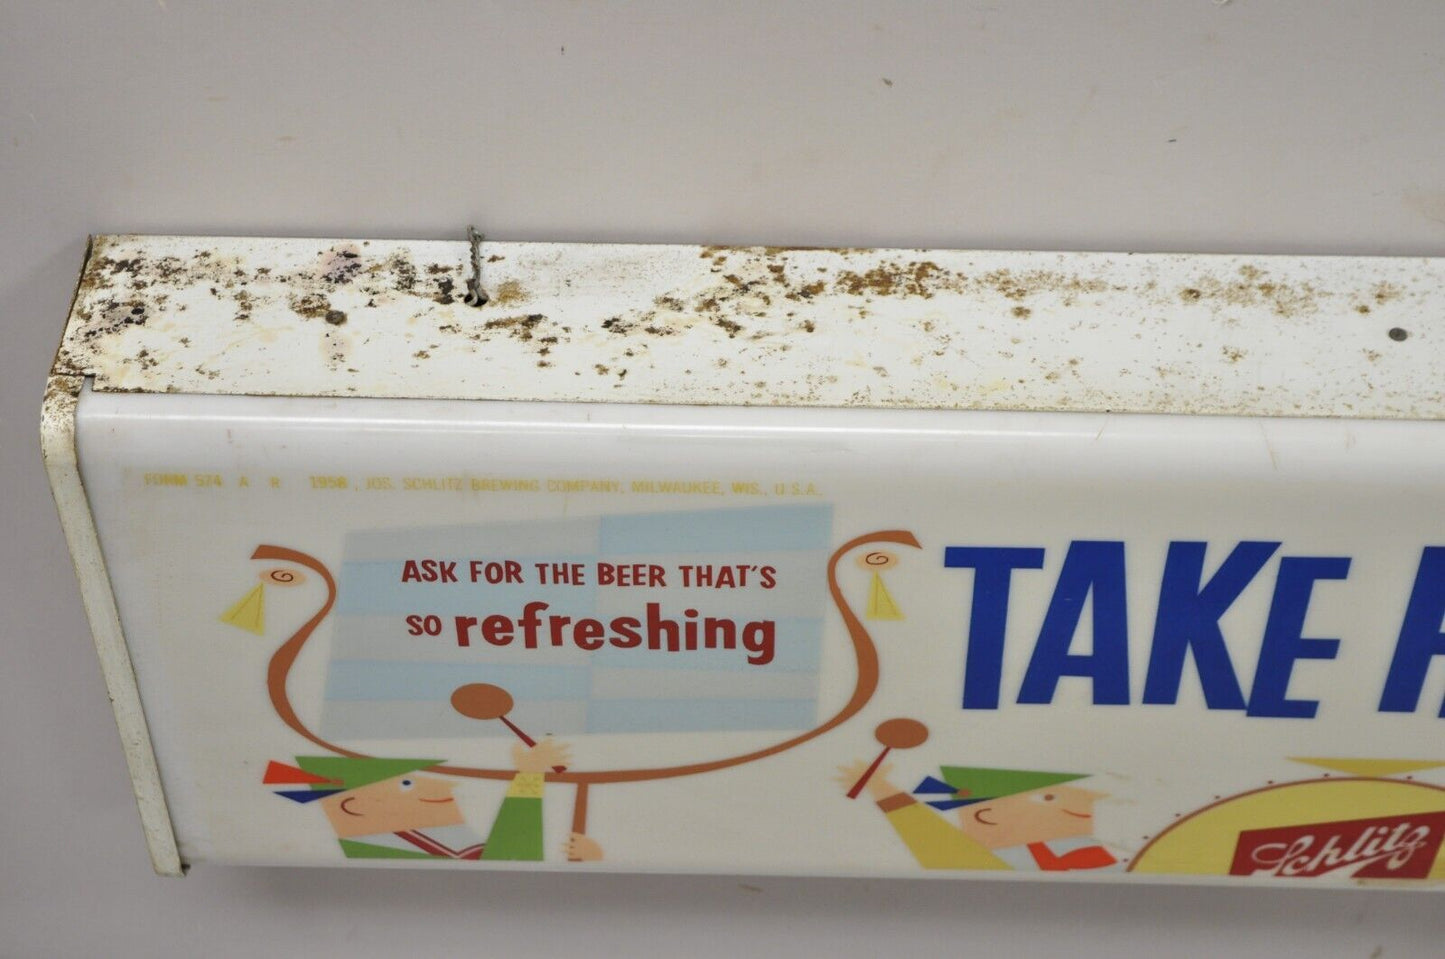 FORM 574 A R 1958, JOS. SCHLITZ BREWING COMPANY, MILWAUKEE, WIS., U.S.A.
ASK FOR THE BEER THAT'S
SO refreshing
TAKE
Schlitz